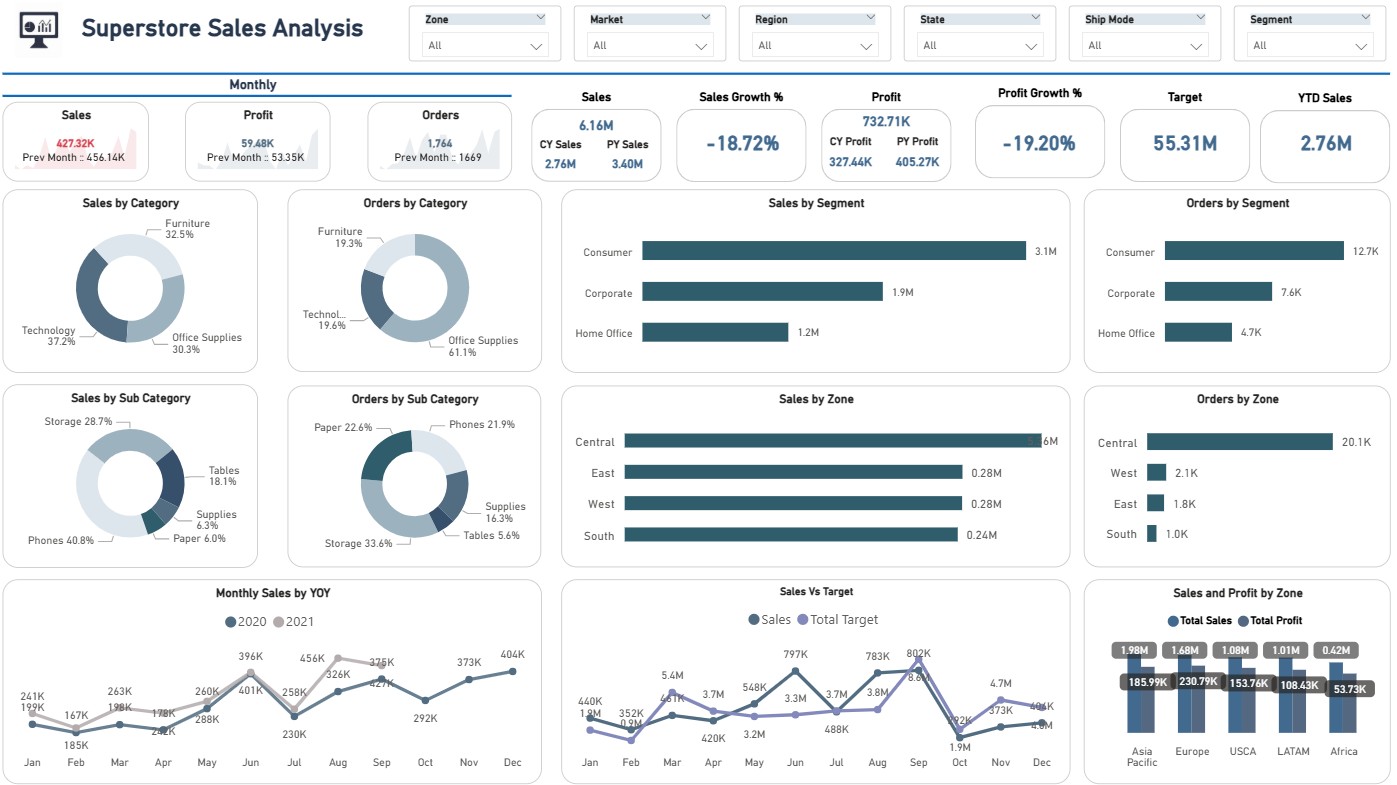 Superstore Sales Analysis
Zone
All
Market
All
Region
All
State
All
Ship Mode
All
Segment
All
Monthly
Sales
427.32K
Prev Month :: 456.14K
Profit
59.48K
Prev Month :: 53.35K
Orders
1,764
Prev Month :: 1669
Sales
6.16M
CY Sales PY Sales
2.76M 3.40M
Sales Growth %
-18.72%
Profit
732.71K
CY Profit PY Profit
327.44K 405.27K
Profit Growth %
-19.20%
Target
55.31M
YTD Sales
2.76M
Sales by Category
Furniture
32.5%
Technology
37.2%
Office Supplies
30.3%
Orders by Category
Furniture
19.3%
Technol...
19.6%
Office Supplies
61.1%
Sales by Segment
Consumer 3.1M
Corporate 1.9M
Home Office 1.2M
Orders by Segment
Consumer 12.7K
Corporate 7.6K
Home Office 4.7K
Sales by Sub Category
Storage 28.7%
Tables
18.1%
Supplies
6.3%
Paper 6.0%
Phones 40.8%
Orders by Sub Category
Paper 22.6%
Phones 21.9%
Supplies
16.3%
Tables 5.6%
Storage 33.6%
Sales by Zone
Central
East 0.28M
West 0.28M
South 0.24M
Orders by Zone
Central 20.1K
West 2.1K
East 1.8K
South 1.0K
Monthly Sales by YOY
2020 2021
241K
199K
167K
185K
263K
198K
178K
242K
260K
288K
396K
401K
258K
230K
456K
326K
375K
427K
292K
373K
404K
Jan Feb Mar Apr May Jun Jul Aug Sep Oct Nov Dec
Sales Vs Target
Sales Total Target
440K
1.9M
352K
0.9M
5.4M
461K
3.7M
420K
548K
3.2M
797K
3.3M
3.7M
488K
783K
3.8M
802K
8.6M
1.9M
4.7M
373K
404K
Jan Feb Mar Apr May Jun Jul Aug Sep Oct Nov Dec
Sales and Profit by Zone
Total Sales Total Profit
1.98M 1.68M 1.08M 1.01M 0.42M
185.99K 230.79K 153.76K 108.43K 53.73K
Asia
Pacific
Europe
USCA
LATAM
Africa